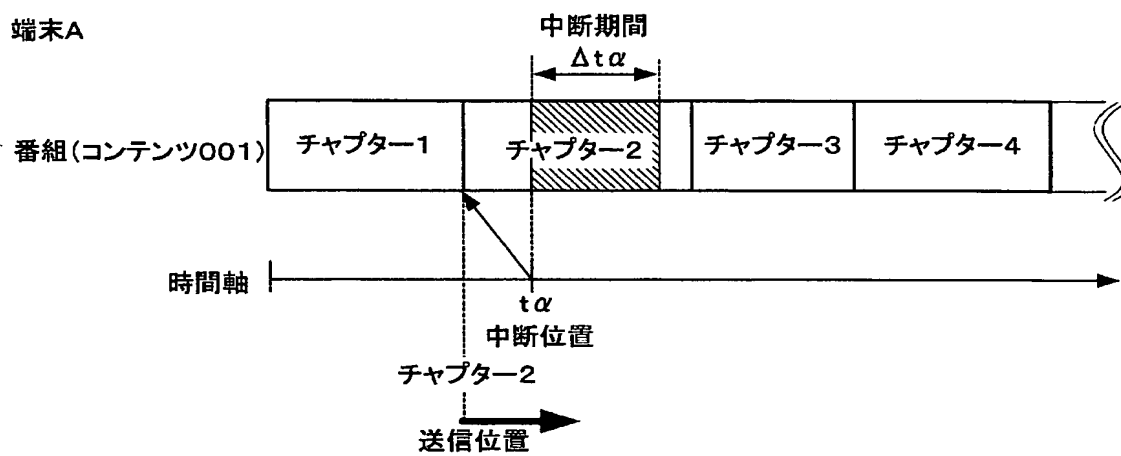 端末A
中断期間
Δtα
番組(コンテンツ001)
チャプター1
チャプター2
チャプター3
チャプター4
時間軸
tα
中断位置
チャプター2
送信位置